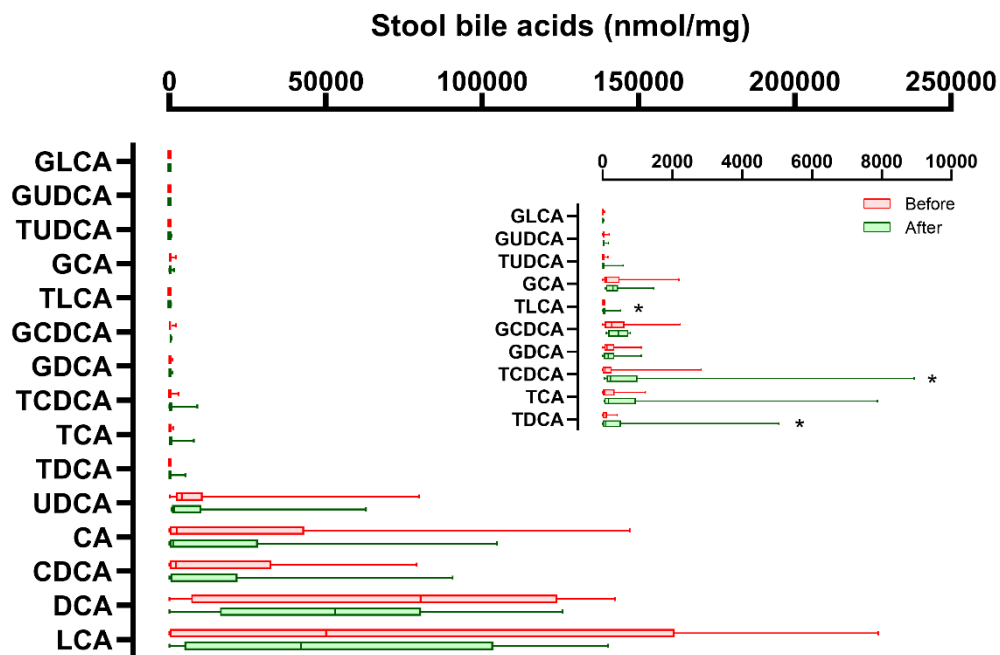 Stool bile acids (nmol/mg)
0 50000 100000 150000 200000 250000
GLCA
GUDCA
TUDCA
GCA
TLCA
GCDCA
GDCA
TCDCA
TCA
TDCA
UDCA
CA
CDCA
DCA
LCA
0 2000 4000 6000 8000 10000
Before
After
GLCA
GUDCA
TUDCA
GCA
TLCA *
GCDCA
GDCA
TCDCA *
TCA
TDCA *